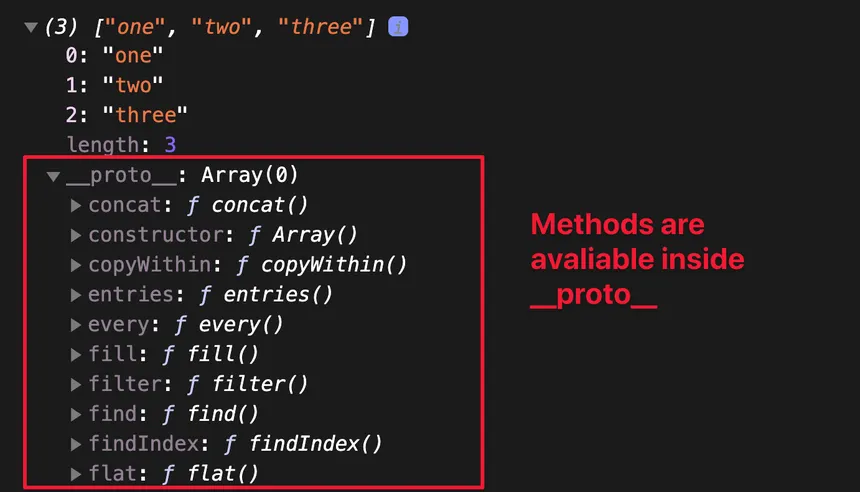 (3) ["one", "two", "three"] i
0: "one"
1: "two"
2: "three"
length: 3
__proto__: Array(0)
concat: ƒ concat()
constructor: ƒ Array()
copyWithin: ƒ copyWithin()
entries: ƒ entries()
every: ƒ every()
fill: ƒ fill()
filter: ƒ filter()
find: ƒ find()
findIndex: ƒ findIndex()
flat: ƒ flat()
Methods are
avaliable inside
__proto__